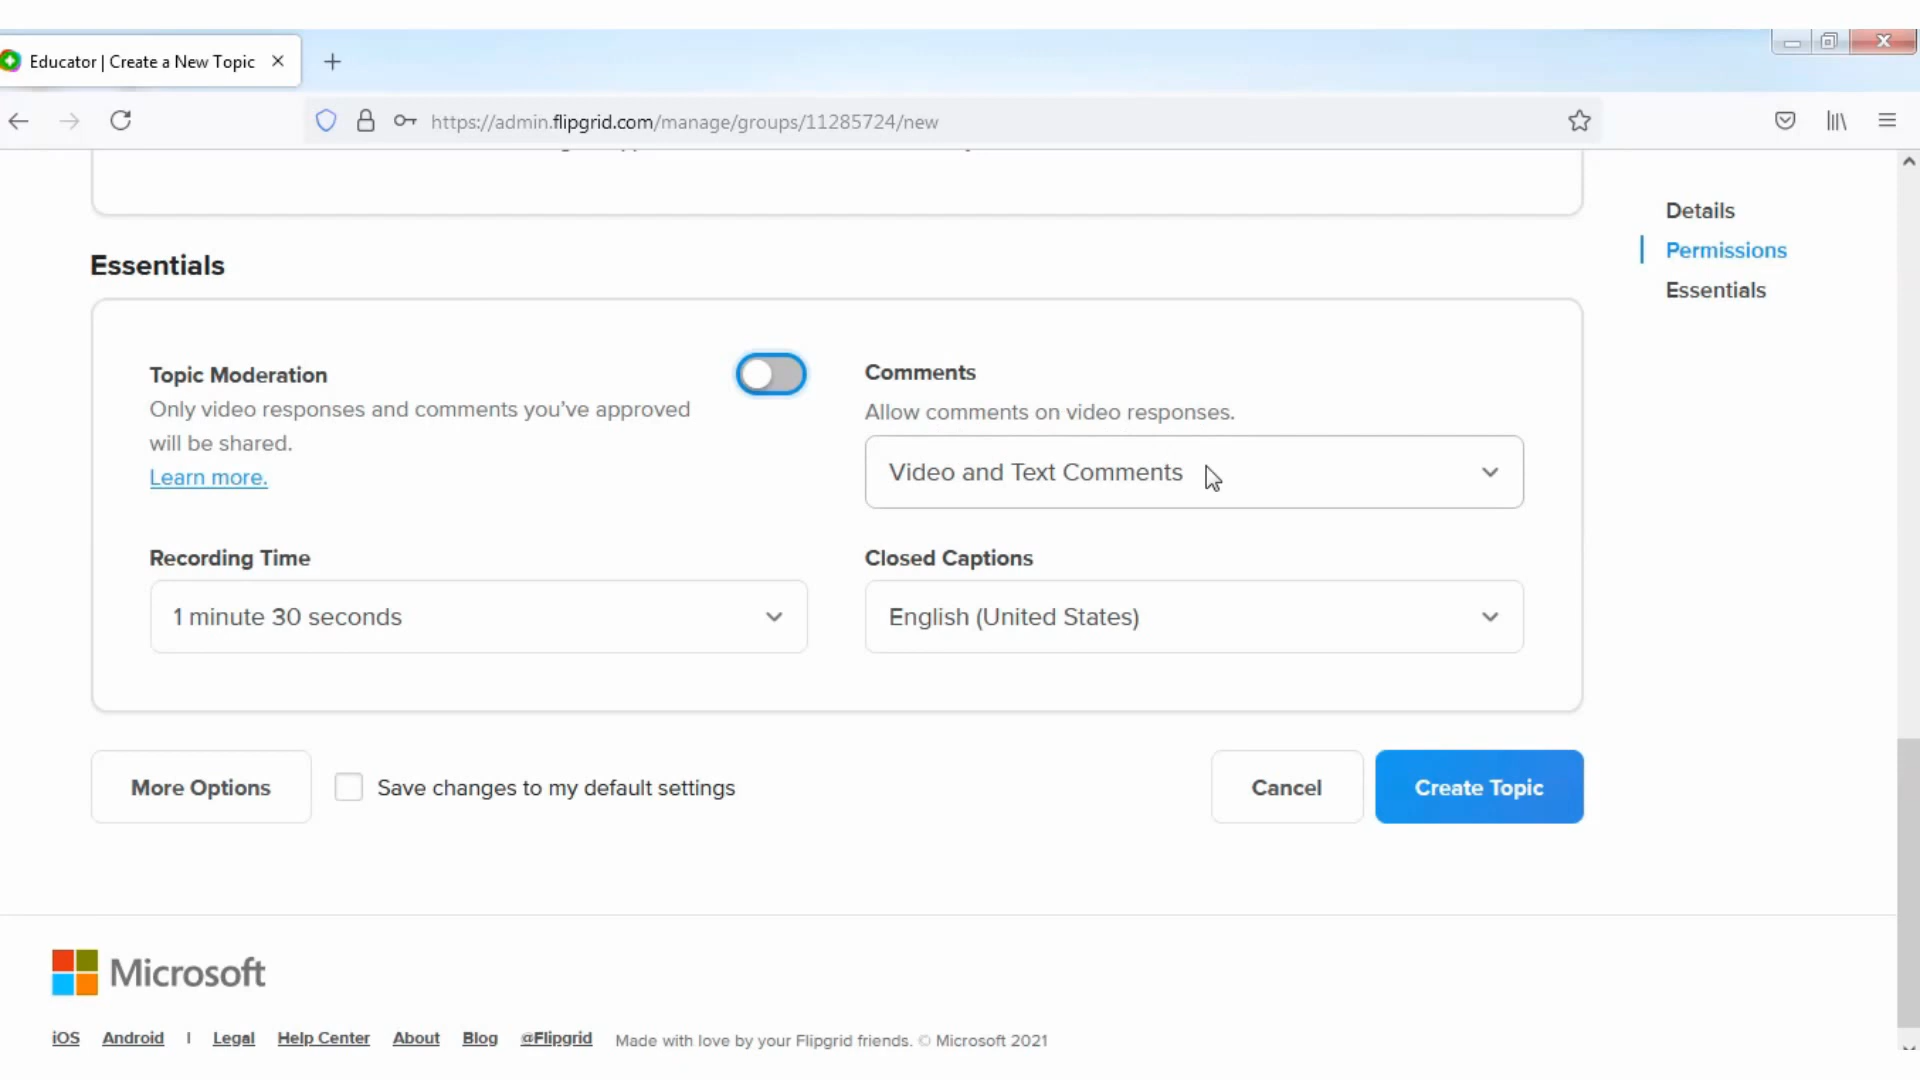 Educator | Create a New Topic
https://admin.flipgrid.com/manage/groups/11285724/new
Details
Permissions
Essentials
Essentials
Topic Moderation
Only video responses and comments you've approved
will be shared.
Learn more.
Comments
Allow comments on video responses.
Video and Text Comments
Recording Time
1 minute 30 seconds
Closed Captions
English (United States)
More Options
Save changes to my default settings
Cancel
Create Topic
Microsoft
iOS Android | Legal Help Center About Blog @Flipgrid Made with love by your Flipgrid friends. © Microsoft 2021